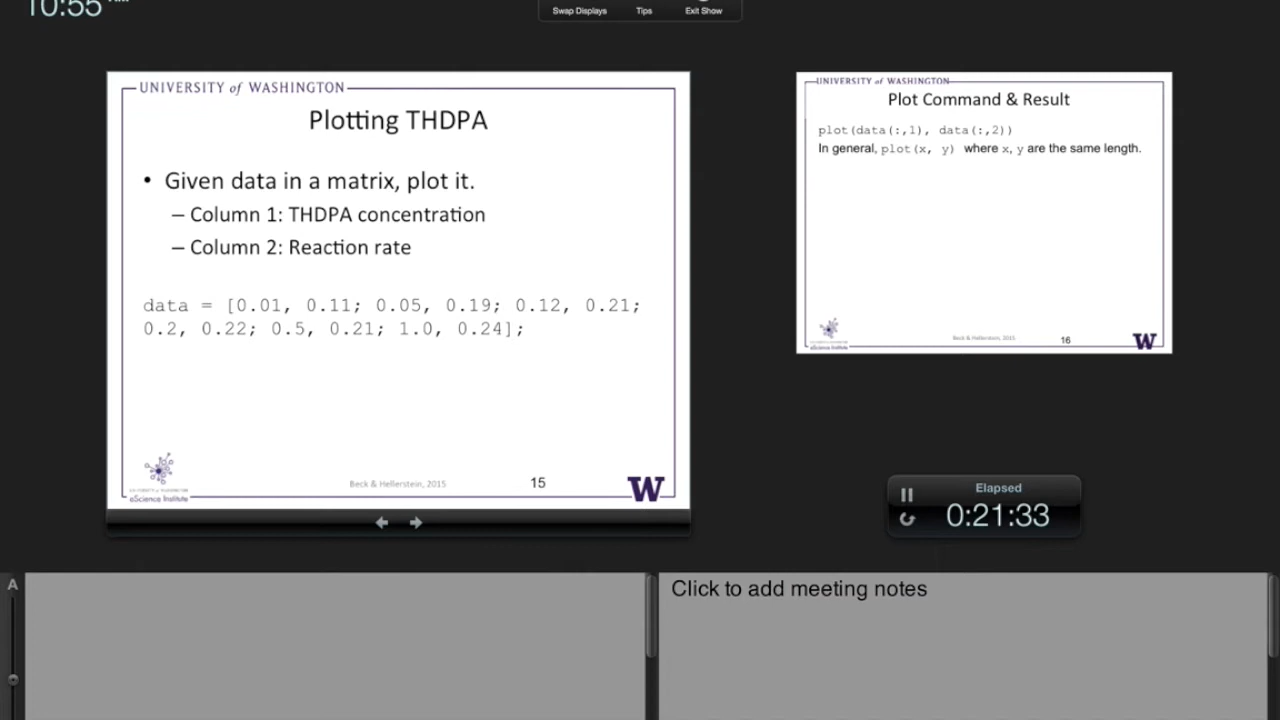 10:55
Swap Displays Tips Exit Show
UNIVERSITY of WASHINGTON
Plotting THDPA
• Given data in a matrix, plot it.
– Column 1: THDPA concentration
– Column 2: Reaction rate
data = [0.01, 0.11; 0.05, 0.19; 0.12, 0.21;
0.2, 0.22; 0.5, 0.21; 1.0, 0.24];
eScience Institute
Beck & Hellerstein, 2015
15
W
UNIVERSITY of WASHINGTON
Plot Command & Result
plot(data(:,1), data(:,2))
In general, plot(x, y) where x, y are the same length.
eScience Institute
Beck & Hellerstein, 2015
16
W
Elapsed
0:21:33
A
Click to add meeting notes